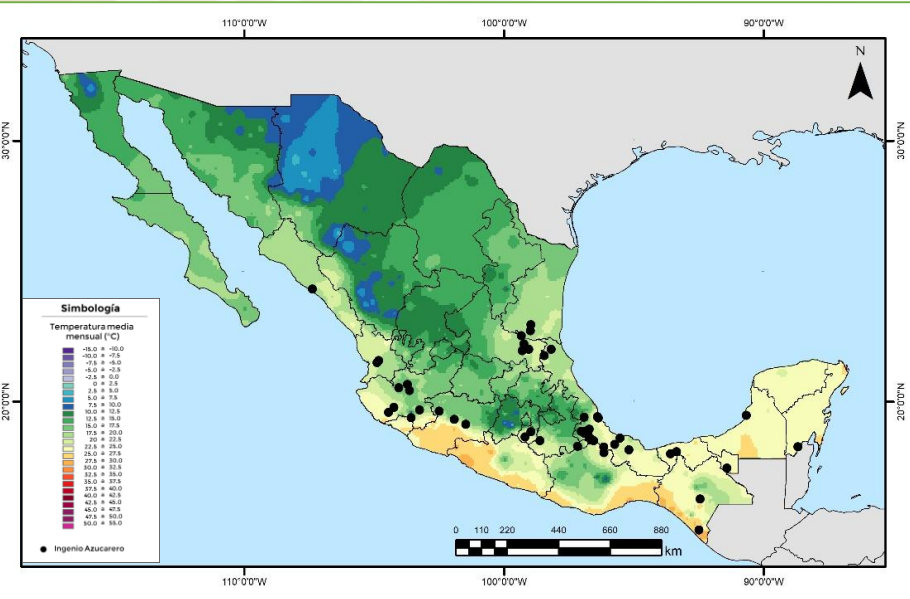 110°0'0"W 100°0'0"W 90°0'0"W
N
30°0'0"N 30°0'0"N
20°0'0"N 20°0'0"N
Simbología
Temperatura media
mensual (°C)
-15.0 a -10.0
-10.0 a -7.5
-7.5 a -5.0
-5.0 a -2.5
-2.5 a 0.0
0 a 2.5
2.5 a 5.0
5.0 a 7.5
7.5 a 10.0
10.0 a 12.5
12.5 a 15.0
15.0 a 17.5
17.5 a 20.0
20 a 22.5
22.5 a 25.0
25.0 a 27.5
27.5 a 30.0
30.0 a 32.5
32.5 a 35.0
35.0 a 37.5
37.5 a 40.0
40.0 a 42.5
42.5 a 45.0
45.0 a 47.5
47.5 a 50.0
50.0 a 55.0
Ingenio Azucarero
0 110 220 440 660 880
km
110°0'0"W 100°0'0"W 90°0'0"W